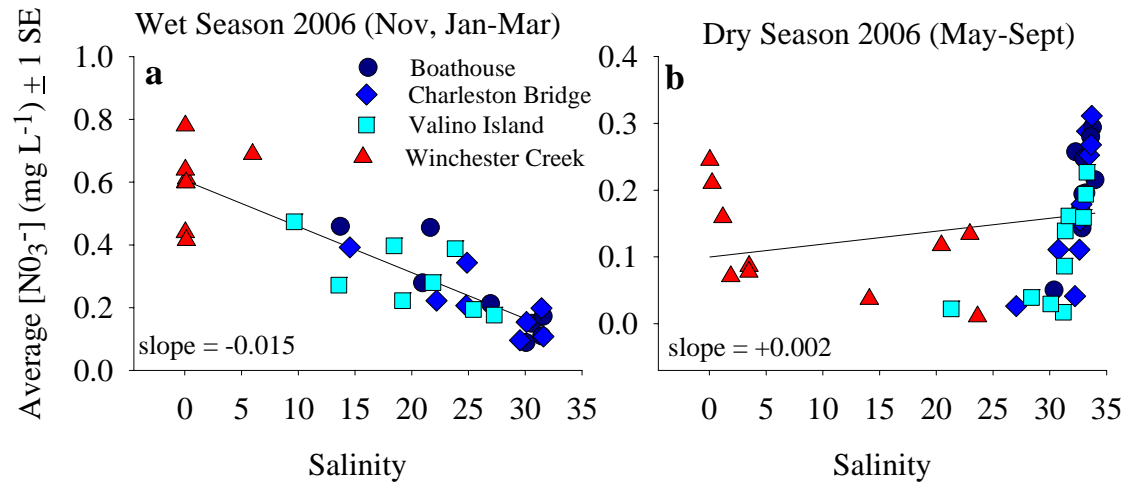 Average [N0₃⁻] (mg L⁻¹) ± 1 SE
Wet Season 2006 (Nov, Jan-Mar)
a
1.0
0.8
0.6
0.4
0.2
0.0
Boathouse
Charleston Bridge
Valino Island
Winchester Creek
slope = -0.015
0 5 10 15 20 25 30 35
Salinity
Dry Season 2006 (May-Sept)
b
0.4
0.3
0.2
0.1
0.0
slope = +0.002
0 5 10 15 20 25 30 35
Salinity